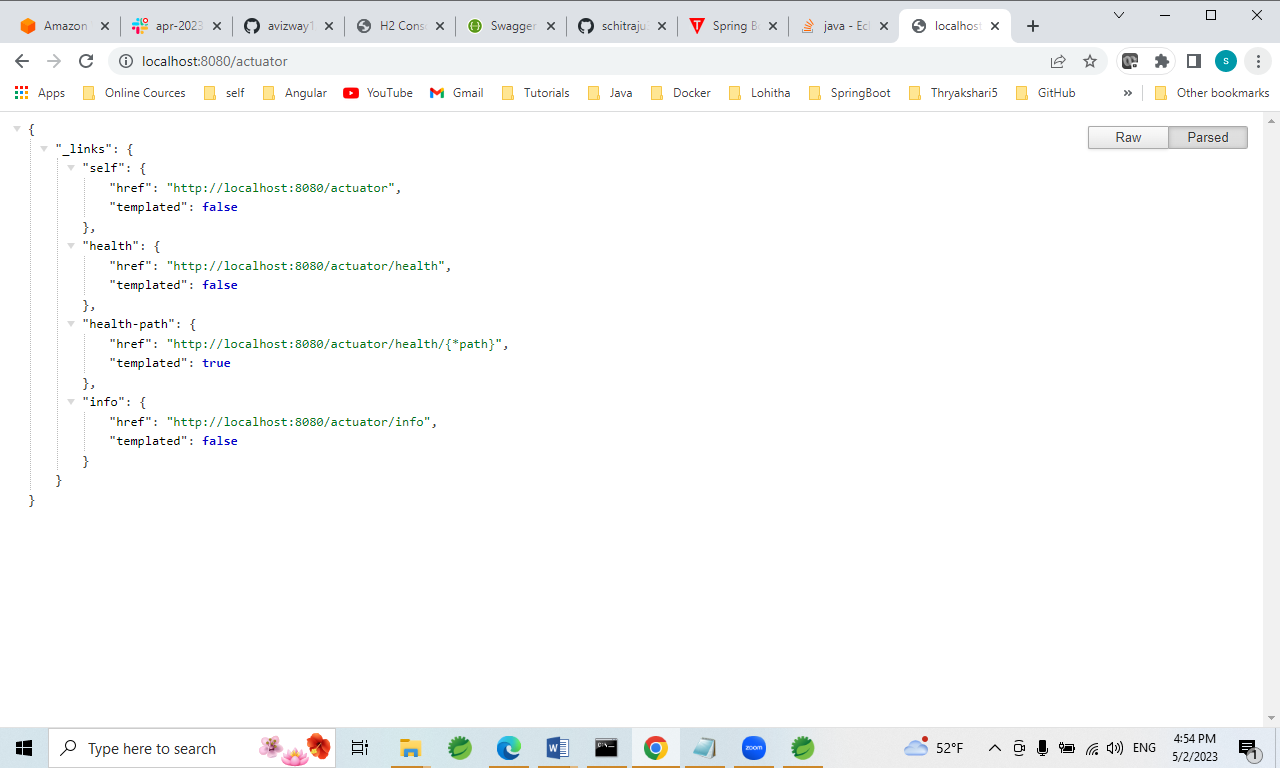 Amazon
apr-2023
avizway1
H2 Cons
Swagger
schitraju
Spring B
java - Ecl
localhost
localhost:8080/actuator
S
Apps
Online Cources
self
Angular
YouTube
Gmail
Tutorials
Java
Docker
Lohitha
SpringBoot
Thryakshari5
GitHub
»
Other bookmarks
Raw
Parsed
{
"_links": {
"self": {
"href": "http://localhost:8080/actuator",
"templated": false
},
"health": {
"href": "http://localhost:8080/actuator/health",
"templated": false
},
"health-path": {
"href": "http://localhost:8080/actuator/health/{*path}",
"templated": true
},
"info": {
"href": "http://localhost:8080/actuator/info",
"templated": false
}
}
}
Type here to search
zoom
52°F
ENG
4:54 PM
5/2/2023
1